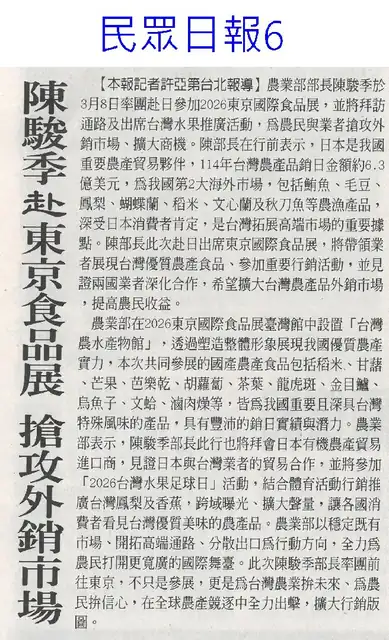 民眾日報6
陳駿季赴東京食品展 搶攻外銷市場
【本報記者許亞第台北報導】農業部部長陳駿季於
3月8日率團赴日參加2026東京國際食品展，並將拜訪
通路及出席台灣水果推廣活動，為農民與業者搶攻外
銷市場、擴大商機。陳部長在行前表示，日本是我國
重要農產貿易夥伴，114年台灣農產品銷日金額約6.3
億美元，為我國第2大海外市場，包括鮪魚、毛豆、
鳳梨、蝴蝶蘭、稻米、文心蘭及秋刀魚等農漁產品，
深受日本消費者肯定，是台灣拓展高端市場的重要據
點。陳部長此次赴日出席東京國際食品展，將帶領業
者展現台灣優質農產食品、參加重要行銷活動，並見
證兩國業者深化合作，希望擴大台灣農產品外銷市場
，提高農民收益。
農業部在2026東京國際食品展臺灣館中設置「台灣
農水產物館」，透過塑造整體形象展現我國優質農產
實力，本次共同參展的國產農產食品包括稻米、甘藷
、芒果、芭樂乾、胡蘿蔔、茶葉、龍虎斑、金目鱸、
烏魚子、文蛤、滷肉燥等，皆為我國重要且深具台灣
特殊風味的產品，具有豐沛的銷日實績與潛力。農業
部表示，陳駿季部長此行也將拜會日本有機農產貿易
進口商，見證日本與台灣業者的貿易合作，並將參加
「2026台灣水果足球日」活動，結合體育活動行銷推
廣台灣鳳梨及香蕉，跨域曝光、擴大聲量，讓各國消
費者看見台灣優質美味的農產品。農業部以穩定既有
市場、開拓高端通路、分散出口為行動方向，全力為
農民打開更寬廣的國際舞臺。此次陳駿季部長率團前
往東京，不只是參展，更是為台灣農業拚未來、為農
民拚信心，在全球農產競逐中全力出擊，擴大行銷版
圖。